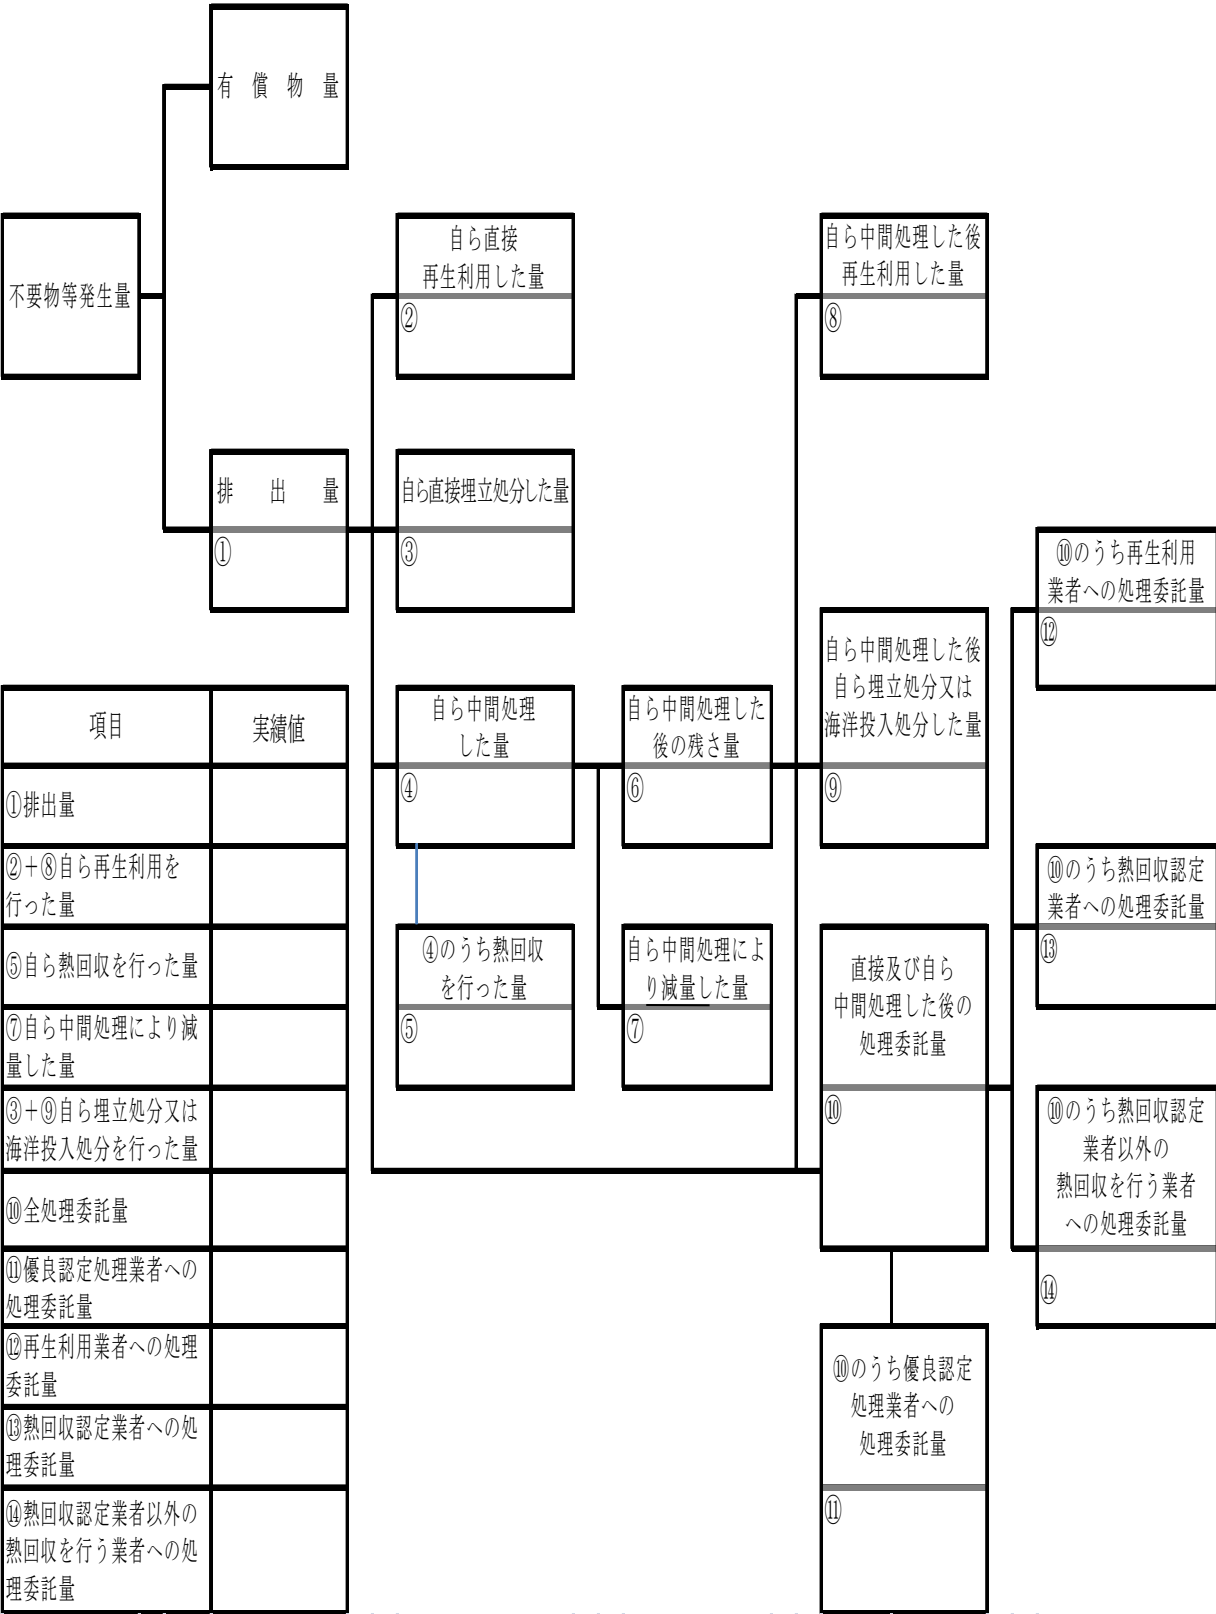 有償物量
不要物等発生量
自ら直接
再生利用した量
②
自ら中間処理した後
再生利用した量
⑧
排出量
①
自ら直接埋立処分した量
③
⑩のうち再生利用
業者への処理委託量
⑫
自ら中間処理
した量
④
自ら中間処理した
後の残さ量
⑥
自ら中間処理した後
自ら埋立処分又は
海洋投入処分した量
⑨
⑩のうち熱回収認定
業者への処理委託量
⑬
④のうち熱回収
を行った量
⑤
自ら中間処理によ
り減量した量
⑦
直接及び自ら
中間処理した後の
処理委託量
⑩
⑩のうち熱回収認定
業者以外の
熱回収を行う業者
への処理委託量
⑭
⑩のうち優良認定
処理業者への
処理委託量
⑪
項目 実績値
①排出量
②+⑧自ら再生利用を
行った量
⑤自ら熱回収を行った量
⑦自ら中間処理により減
量した量
③+⑨自ら埋立処分又は
海洋投入処分を行った量
⑩全処理委託量
⑪優良認定処理業者への
処理委託量
⑫再生利用業者への処理
委託量
⑬熱回収認定業者への処
理委託量
⑭熱回収認定業者以外の
熱回収を行う業者への処
理委託量